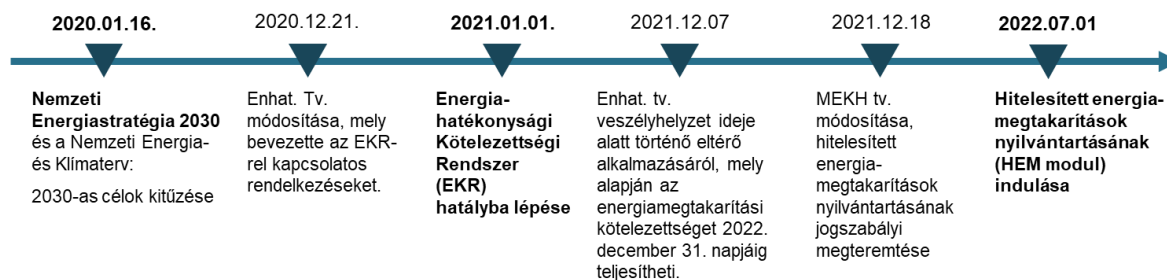 2020.01.16.
2020.12.21.
2021.01.01.
2021.12.07
2021.12.18
2022.07.01
Nemzeti
Energiastratégia 2030
és a Nemzeti Energia-
és Klímaterv:
2030-as célok kitűzése
Enhat. Tv.
módosítása, mely
bevezette az EKR-
rel kapcsolatos
rendelkezéseket.
Energia-
hatékonysági
Kötelezettségi
Rendszer
(EKR)
hatályba lépése
Enhat. tv.
veszélyhelyzet ideje
alatt történő eltérő
alkalmazásáról, mely
alapján az
energiamegtakarítási
kötelezettséget 2022.
december 31. napjáig
teljesítheti.
MEKH tv.
módosítása,
hitelesített
energia-
megtakarítások
nyilvántartásának
jogszabályi
megteremtése
Hitelesített energia-
megtakarítások
nyilvántartásának
(HEM modul)
indulása